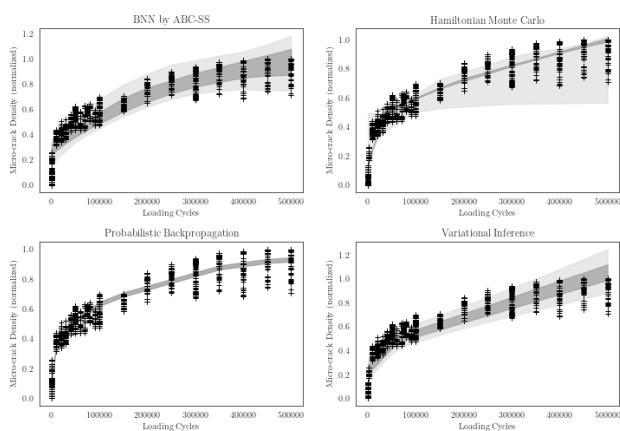 BNN by ABC-SS
Micro-crack Density (normalized)
1.2
1.0
0.8
0.6
0.4
0.2
0.0
0 100000 200000 300000 400000 500000
Loading Cycles
Hamiltonian Monte Carlo
Micro-crack Density (normalized)
1.0
0.8
0.6
0.4
0.2
0.0
0 100000 200000 300000 400000 500000
Loading Cycles
Probabilistic Backpropagation
Micro-crack Density (normalized)
1.0
0.8
0.6
0.4
0.2
0.0
0 100000 200000 300000 400000 500000
Loading Cycles
Variational Inference
Micro-crack Density (normalized)
1.2
1.0
0.8
0.6
0.4
0.2
0.0
0 100000 200000 300000 400000 500000
Loading Cycles